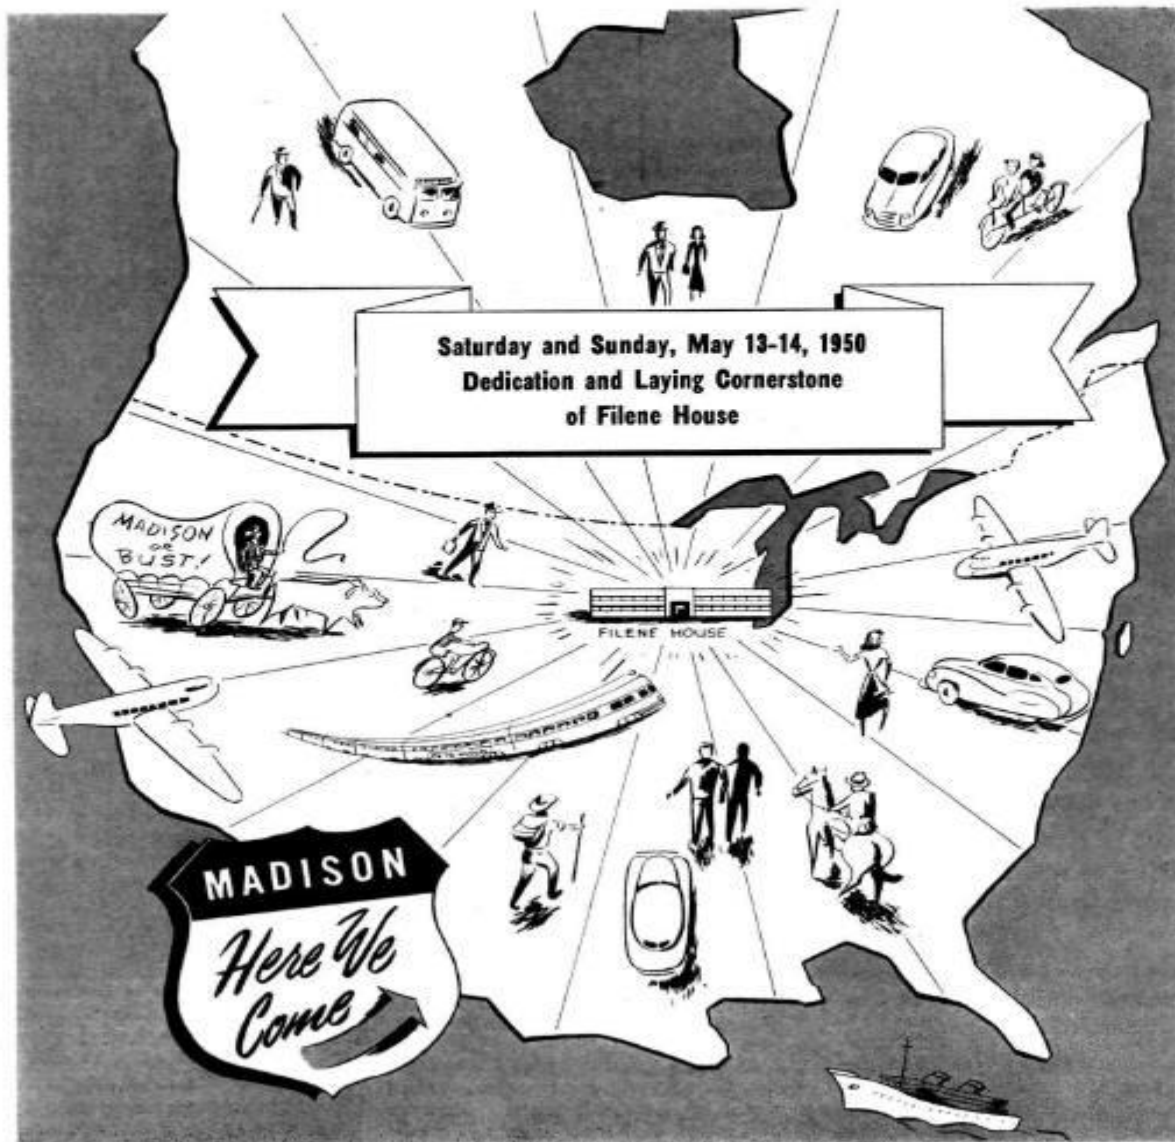 Saturday and Sunday, May 13-14, 1950
Dedication and Laying Cornerstone
of Filene House
MADISON
OR
BUST!
FILENE HOUSE
MADISON
Here We
Come